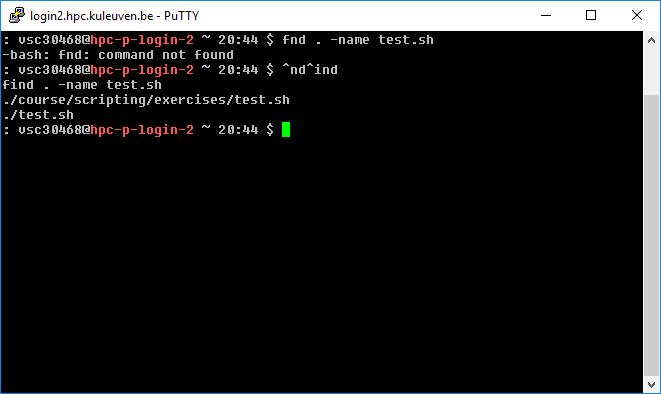 login2.hpc.kuleuven.be - PuTTY
: vsc30468@hpc-p-login-2 ~ 20:44 $ fnd . -name test.sh
-bash: fnd: command not found
: vsc30468@hpc-p-login-2 ~ 20:44 $ ^nd^ind
find . -name test.sh
./course/scripting/exercises/test.sh
./test.sh
: vsc30468@hpc-p-login-2 ~ 20:44 $